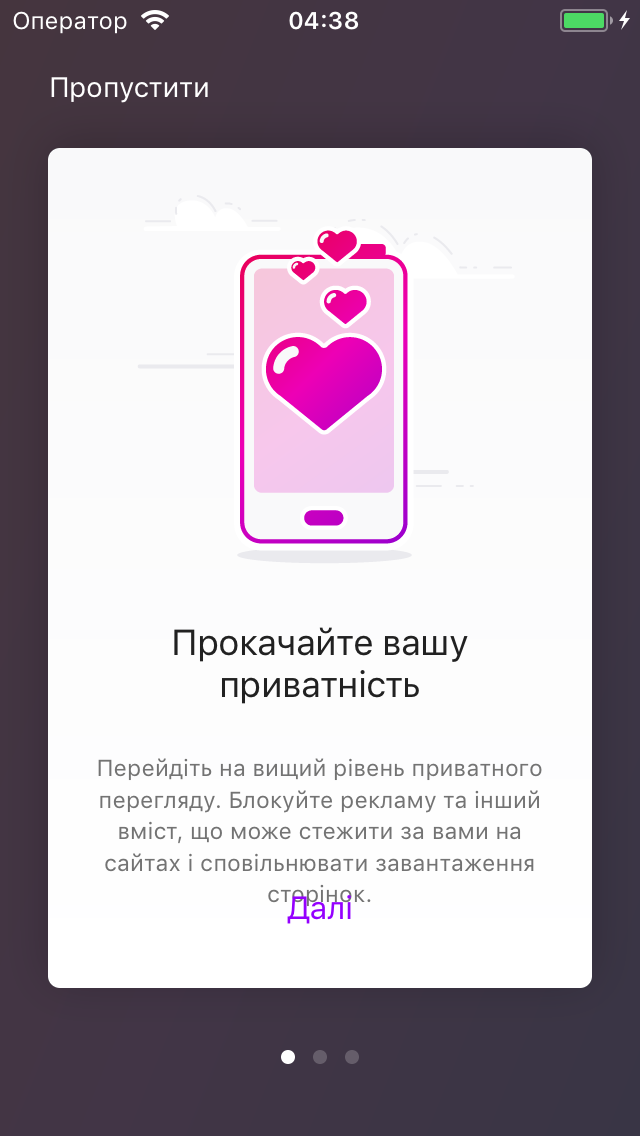 Оператор 04:38
Пропустити
Прокачайте вашу
приватність
Перейдіть на вищий рівень приватного
перегляду. Блокуйте рекламу та інший
вміст, що може стежити за вами на
сайтах і сповільнювати завантаження
сторінок.
Далі